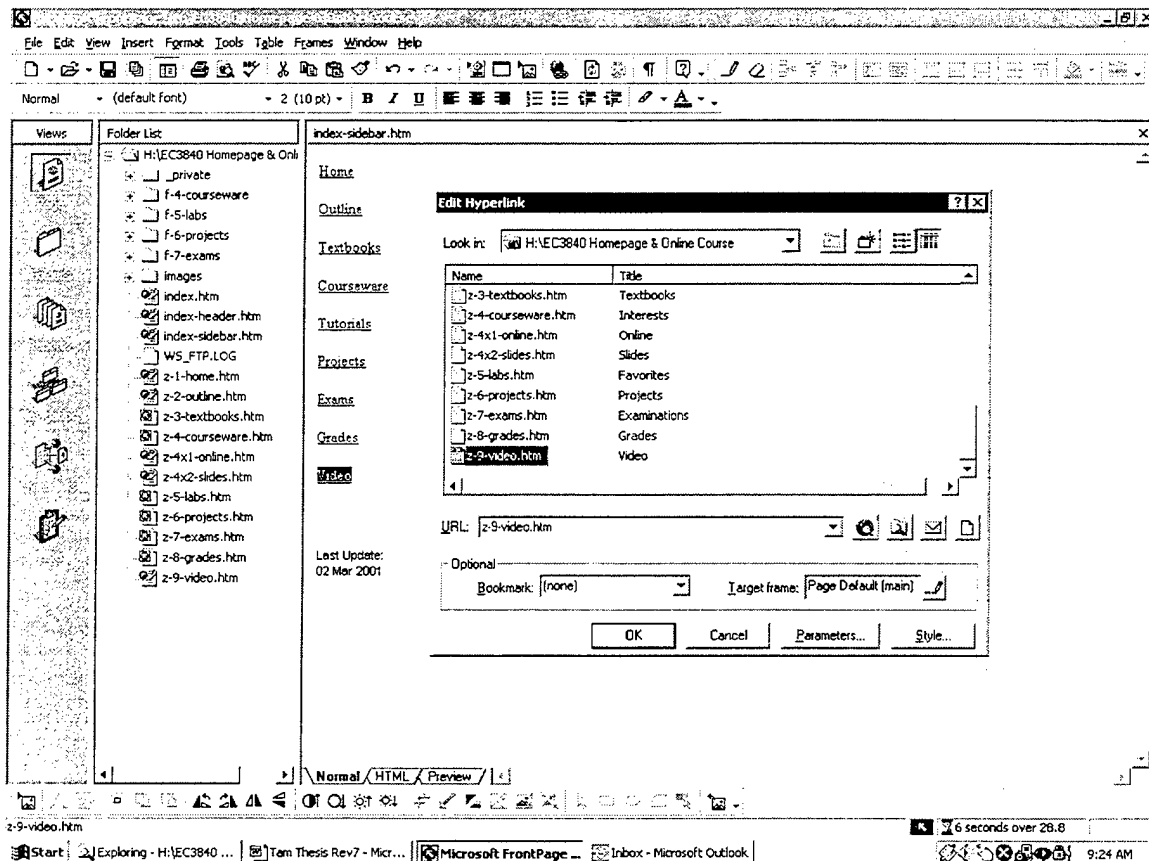 File Edit View Insert Format Tools Table Frames Window Help
Normal (default font) 2 (10 pt) B I U A
Views
Folder List
index-sidebar.htm
H:\EC3840 Homepage & Onli
_private
f-4-courseware
f-5-labs
f-6-projects
f-7-exams
images
index.htm
index-header.htm
index-sidebar.htm
WS_FTP.LOG
z-1-home.htm
z-2-outline.htm
z-3-textbooks.htm
z-4-courseware.htm
z-4x1-online.htm
z-4x2-slides.htm
z-5-labs.htm
z-6-projects.htm
z-7-exams.htm
z-8-grades.htm
z-9-video.htm
Home
Outline
Textbooks
Courseware
Tutorials
Projects
Exams
Grades
Video
Last Update:
02 Mar 2001
Edit Hyperlink
Look in: H:\EC3840 Homepage & Online Course
Name Title
z-3-textbooks.htm Textbooks
z-4-courseware.htm Interests
z-4x1-online.htm Online
z-4x2-slides.htm Slides
z-5-labs.htm Favorites
z-6-projects.htm Projects
z-7-exams.htm Examinations
z-8-grades.htm Grades
z-9-video.htm Video
URL: z-9-video.htm
Optional
Bookmark: (none) Target frame: Page Default (main)
OK Cancel Parameters... Style...
Normal HTML Preview
z-9-video.htm
6 seconds over 28.8
Start Exploring - H:\EC3840 ... Tam Thesis Rev7 - Micr... Microsoft FrontPage ... Inbox - Microsoft Outlook 9:24 AM